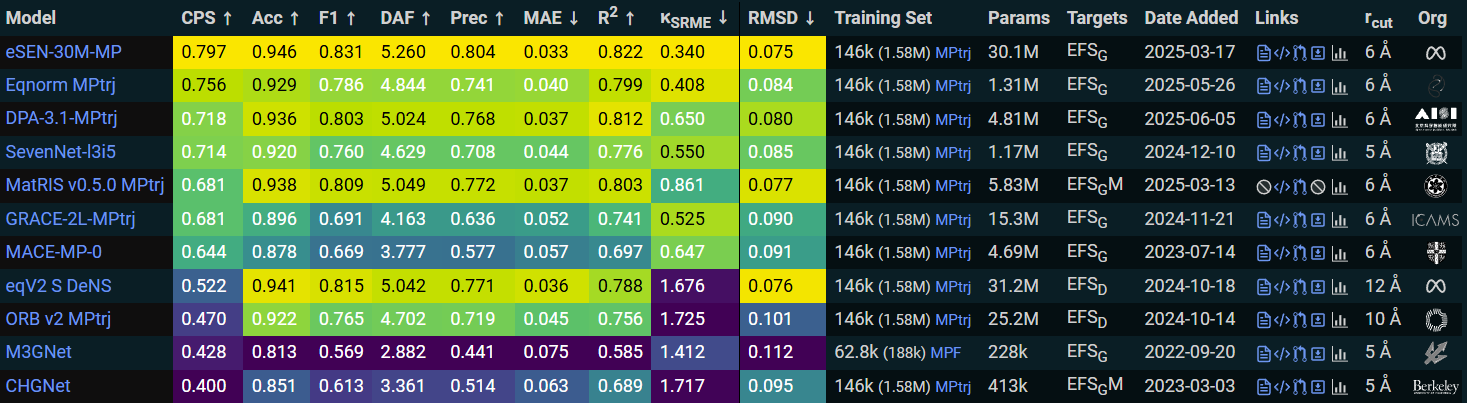 Model CPS ↑ Acc ↑ F1 ↑ DAF ↑ Prec ↑ MAE ↓ R² ↑ κSRME ↓ RMSD ↓ Training Set Params Targets Date Added Links rcut Org
eSEN-30M-MP 0.797 0.946 0.831 5.260 0.804 0.033 0.822 0.340 0.075 146k (1.58M) MPtrj 30.1M EFSG 2025-03-17 6 Å
Eqnorm MPtrj 0.756 0.929 0.786 4.844 0.741 0.040 0.799 0.408 0.084 146k (1.58M) MPtrj 1.31M EFSG 2025-05-26 6 Å
DPA-3.1-MPtrj 0.718 0.936 0.803 5.024 0.768 0.037 0.812 0.650 0.080 146k (1.58M) MPtrj 4.81M EFSG 2025-06-05 6 Å AISI
SevenNet-l3i5 0.714 0.920 0.760 4.629 0.708 0.044 0.776 0.550 0.085 146k (1.58M) MPtrj 1.17M EFSG 2024-12-10 5 Å
MatRIS v0.5.0 MPtrj 0.681 0.938 0.809 5.049 0.772 0.037 0.803 0.861 0.077 146k (1.58M) MPtrj 5.83M EFSGM 2025-03-13 6 Å
GRACE-2L-MPtrj 0.681 0.896 0.691 4.163 0.636 0.052 0.741 0.525 0.090 146k (1.58M) MPtrj 15.3M EFSG 2024-11-21 6 Å ICAMS
MACE-MP-0 0.644 0.878 0.669 3.777 0.577 0.057 0.697 0.647 0.091 146k (1.58M) MPtrj 4.69M EFSG 2023-07-14 6 Å
eqV2 S DeNS 0.522 0.941 0.815 5.042 0.771 0.036 0.788 1.676 0.076 146k (1.58M) MPtrj 31.2M EFSD 2024-10-18 12 Å
ORB v2 MPtrj 0.470 0.922 0.765 4.702 0.719 0.045 0.756 1.725 0.101 146k (1.58M) MPtrj 25.2M EFSD 2024-10-14 10 Å
M3GNet 0.428 0.813 0.569 2.882 0.441 0.075 0.585 1.412 0.112 62.8k (188k) MPF 228k EFSG 2022-09-20 5 Å
CHGNet 0.400 0.851 0.613 3.361 0.514 0.063 0.689 1.717 0.095 146k (1.58M) MPtrj 413k EFSGM 2023-03-03 5 Å Berkeley